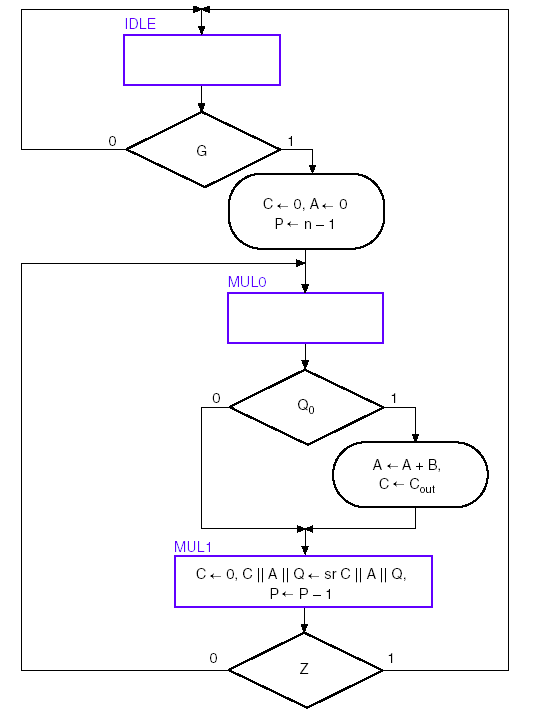 IDLE
G
0
1
C ← 0, A ← 0
P ← n – 1
MUL0
Q₀
0
1
A ← A + B,
C ← Cₒᵤₜ
MUL1
C ← 0, C || A || Q ← sr C || A || Q,
P ← P – 1
Z
0
1